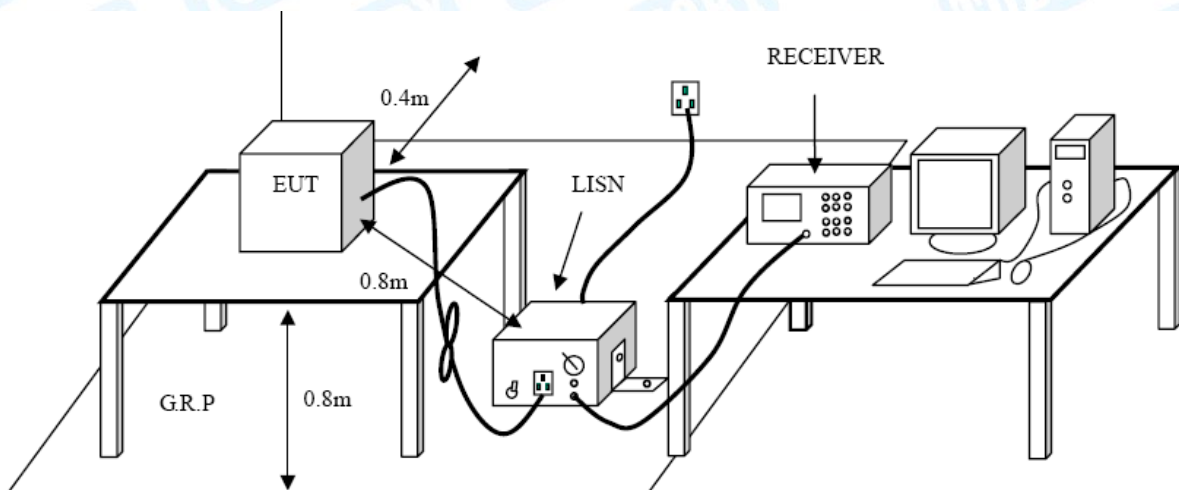 RECEIVER
0.4m
EUT
LISN
0.8m
G.R.P
0.8m